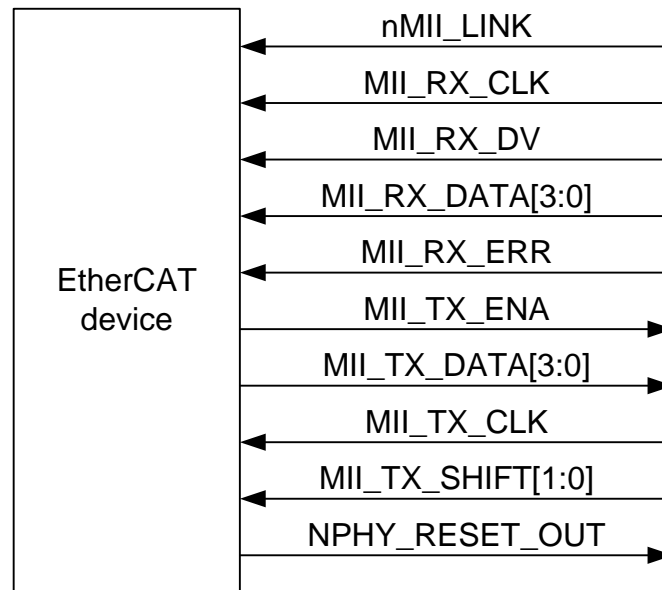 nMII_LINK
MII_RX_CLK
MII_RX_DV
MII_RX_DATA[3:0]
MII_RX_ERR
EtherCAT
device
MII_TX_ENA
MII_TX_DATA[3:0]
MII_TX_CLK
MII_TX_SHIFT[1:0]
NPHY_RESET_OUT